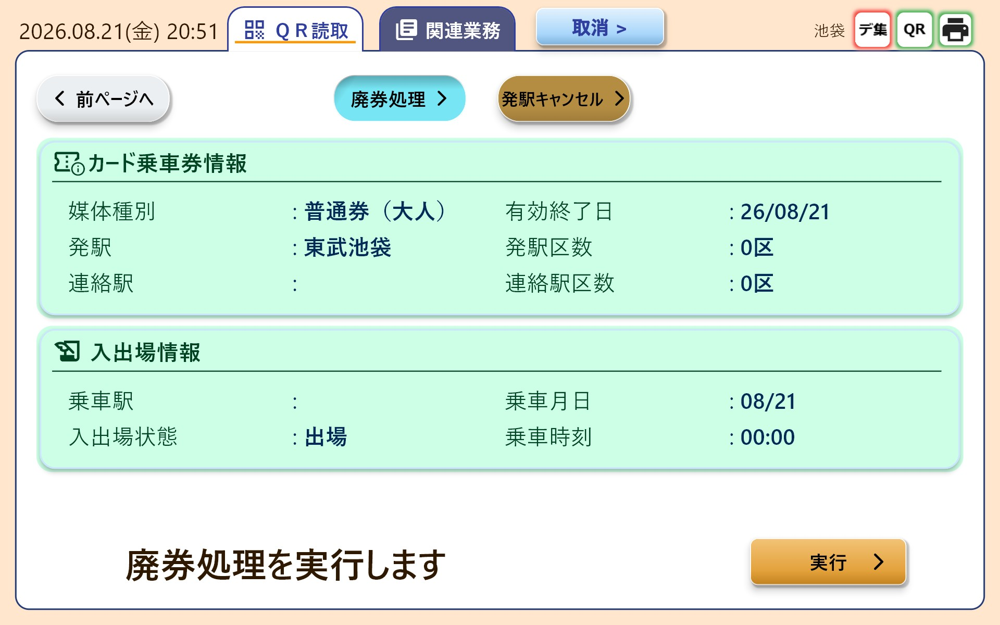 2026.08.21(金) 20:51 ＱＲ読取 関連業務 取消 > 池袋 デ集 QR
前ページへ 廃券処理 発駅キャンセル
カード乗車券情報
媒体種別 : 普通券（大人） 有効終了日 : 26/08/21
発駅 : 東武池袋 発駅区数 : 0区
連絡駅 : 連絡駅区数 : 0区
入出場情報
乗車駅 : 乗車月日 : 08/21
入出場状態 : 出場 乗車時刻 : 00:00
廃券処理を実行します 実行